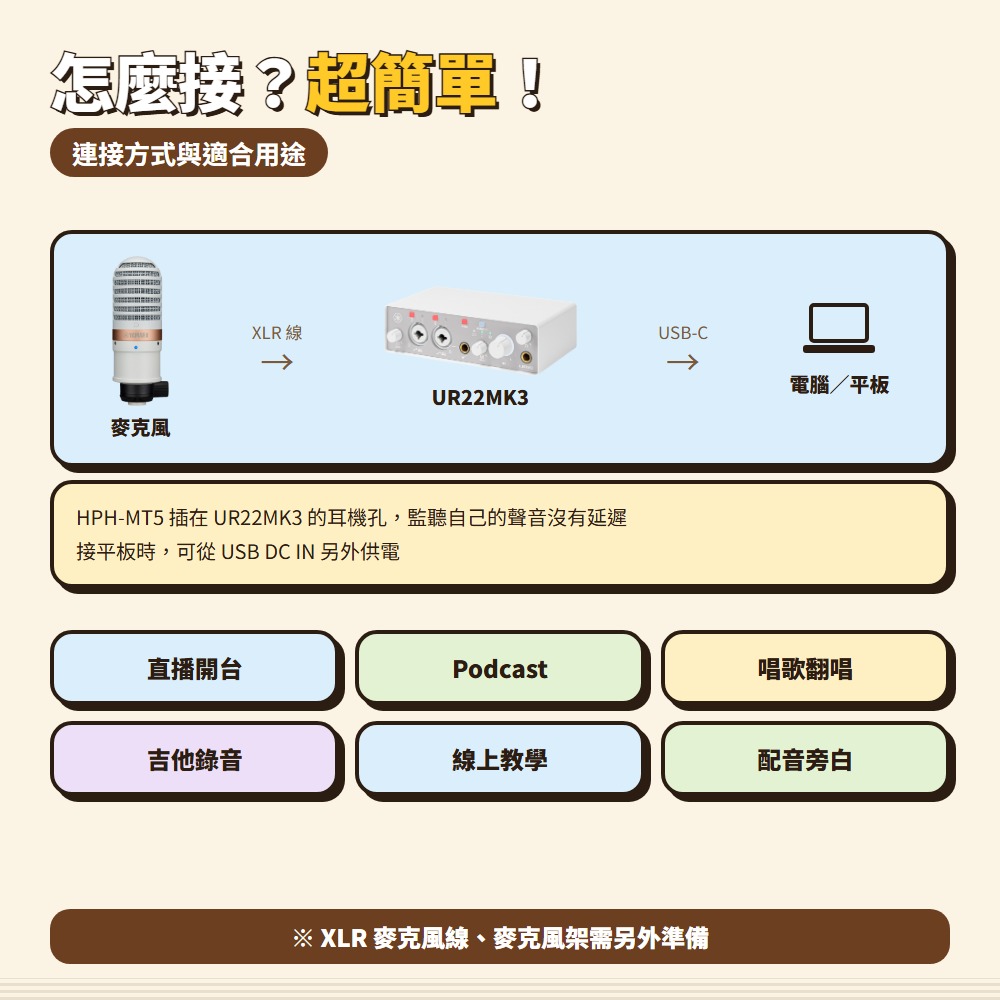 怎麼接？超簡單！
連接方式與適合用途
XLR 線
→
USB-C
→
麥克風
UR22MK3
電腦／平板
HPH-MT5 插在 UR22MK3 的耳機孔，監聽自己的聲音沒有延遲
接平板時，可從 USB DC IN 另外供電
直播開台
Podcast
唱歌翻唱
吉他錄音
線上教學
配音旁白
※ XLR 麥克風線、麥克風架需另外準備